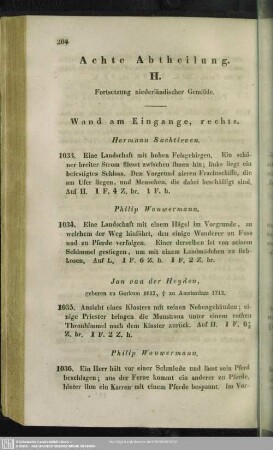 204
Achte Abtheilung.
H.
Fortsetzung niederländischer Gemälde.
Wand am Eingange, rechts.
Hermann Sachtleven.
1033. Eine Landschaft mit hohen Felsgebirgen. Ein schö-
ner breiter Strom fliesst zwischen ihnen hin; links liegt ein
befestigtes Schloss. Den Vorgrund zieren Frachtschiffe, die
am Ufer liegen, und Menschen, die dabei beschäftigt sind.
Auf H. 1 F. 4 Z. br. 1 F. h.
Philip Wouwermann.
1034. Eine Landschaft mit einem Hügel im Vorgrunde, an
welchem der Weg hinführt, den einige Wanderer zu Fuss
und zu Pferde verfolgen. Einer derselben ist von seinem
Schimmel gestiegen, um mit einem Landmädchen zu lieb-
kosen. Auf L. 1 F. 6 Z. h. 1 F. 2 Z. br.
Jan van der Heyden,
geboren zu Gorkum 1637, † zu Amsterdam 1712.
1035. Ansicht eines Klosters mit seinen Nebengebäuden; ei-
nige Priester bringen die Monstranz unter einem rothen
Thronhimmel nach dem Kloster zurück. Auf H. 1 F. 6½
Z. br. 1 F. 2 Z. h.
Philip Wouwermann.
1036. Ein Herr hält vor einer Schmiede und lässt sein Pferd
beschlagen; aus der Ferne kommt ein anderer zu Pferde,
hinter ihm ein Karren mit einem Pferde bespannt. Im Vor-